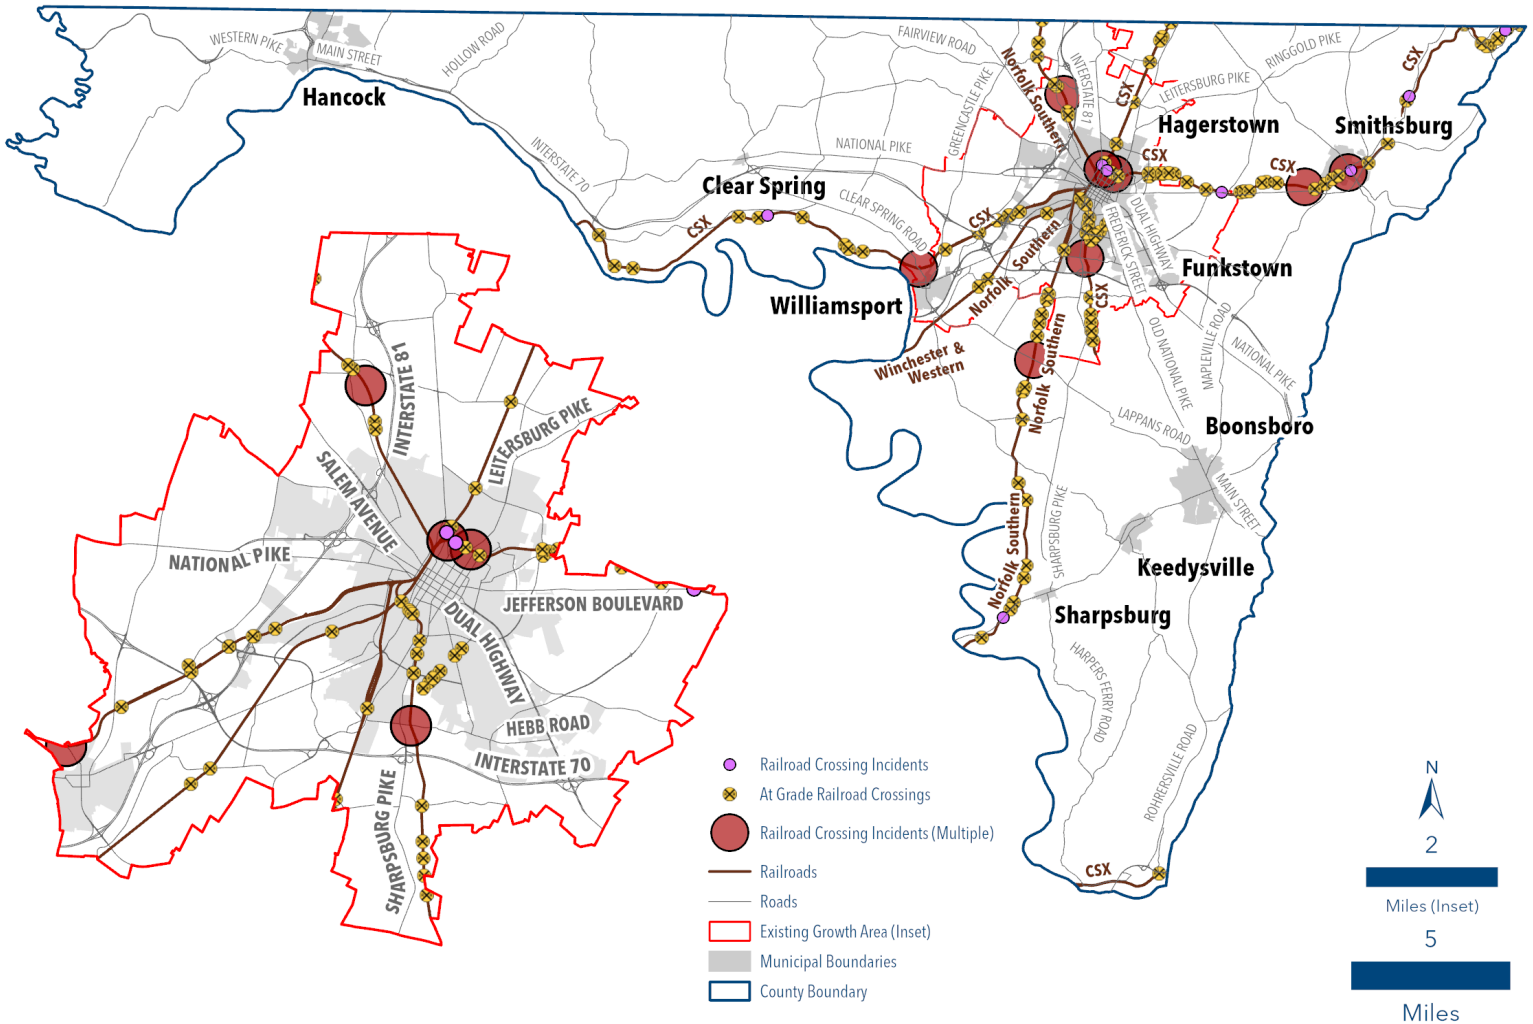 WESTERN PIKE
MAIN STREET
HOLLOW ROAD
Hancock
INTERSTATE 70
FAIRVIEW ROAD
Norfolk Southern
INTERSTATE 81
CSX
LEITERSBURG PIKE
RINGGOLD PIKE
CSX
GREENCASTLE PIKE
NATIONAL PIKE
Hagerstown
Smithsburg
CSX
CSX
Clear Spring
CLEAR SPRING ROAD
CSX
CSX
Norfolk Southern
FREDERICK STREET
DUAL HIGHWAY
Funkstown
Williamsport
CSX
Winchester &
Western
Norfolk Southern
OLD NATIONAL PIKE
MAPLEVILLE ROAD
NATIONAL PIKE
LAPPANS ROAD
Boonsboro
MAIN STREET
Norfolk Southern
SHARPSBURG PIKE
Keedysville
Sharpsburg
HARPERS FERRY ROAD
ROHRERSVILLE ROAD
CSX
INTERSTATE 81
LEITERSBURG PIKE
SALEM AVENUE
NATIONAL PIKE
JEFFERSON BOULEVARD
DUAL HIGHWAY
HEBB ROAD
INTERSTATE 70
SHARPSBURG PIKE
Railroad Crossing Incidents
At Grade Railroad Crossings
Railroad Crossing Incidents (Multiple)
Railroads
Roads
Existing Growth Area (Inset)
Municipal Boundaries
County Boundary
N
2
Miles (Inset)
5
Miles